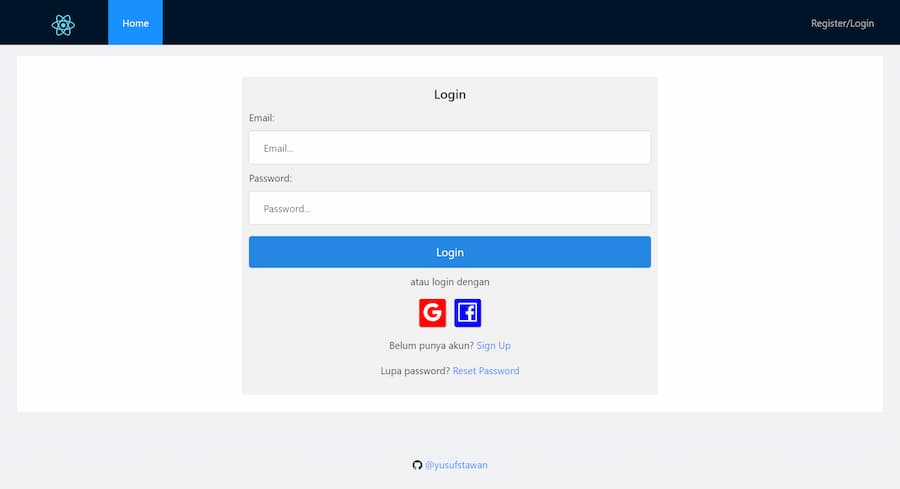 Home
Register/Login
Login
Email:
Email...
Password:
Password...
Login
atau login dengan
Belum punya akun? Sign Up
Lupa password? Reset Password
@yusufstawan